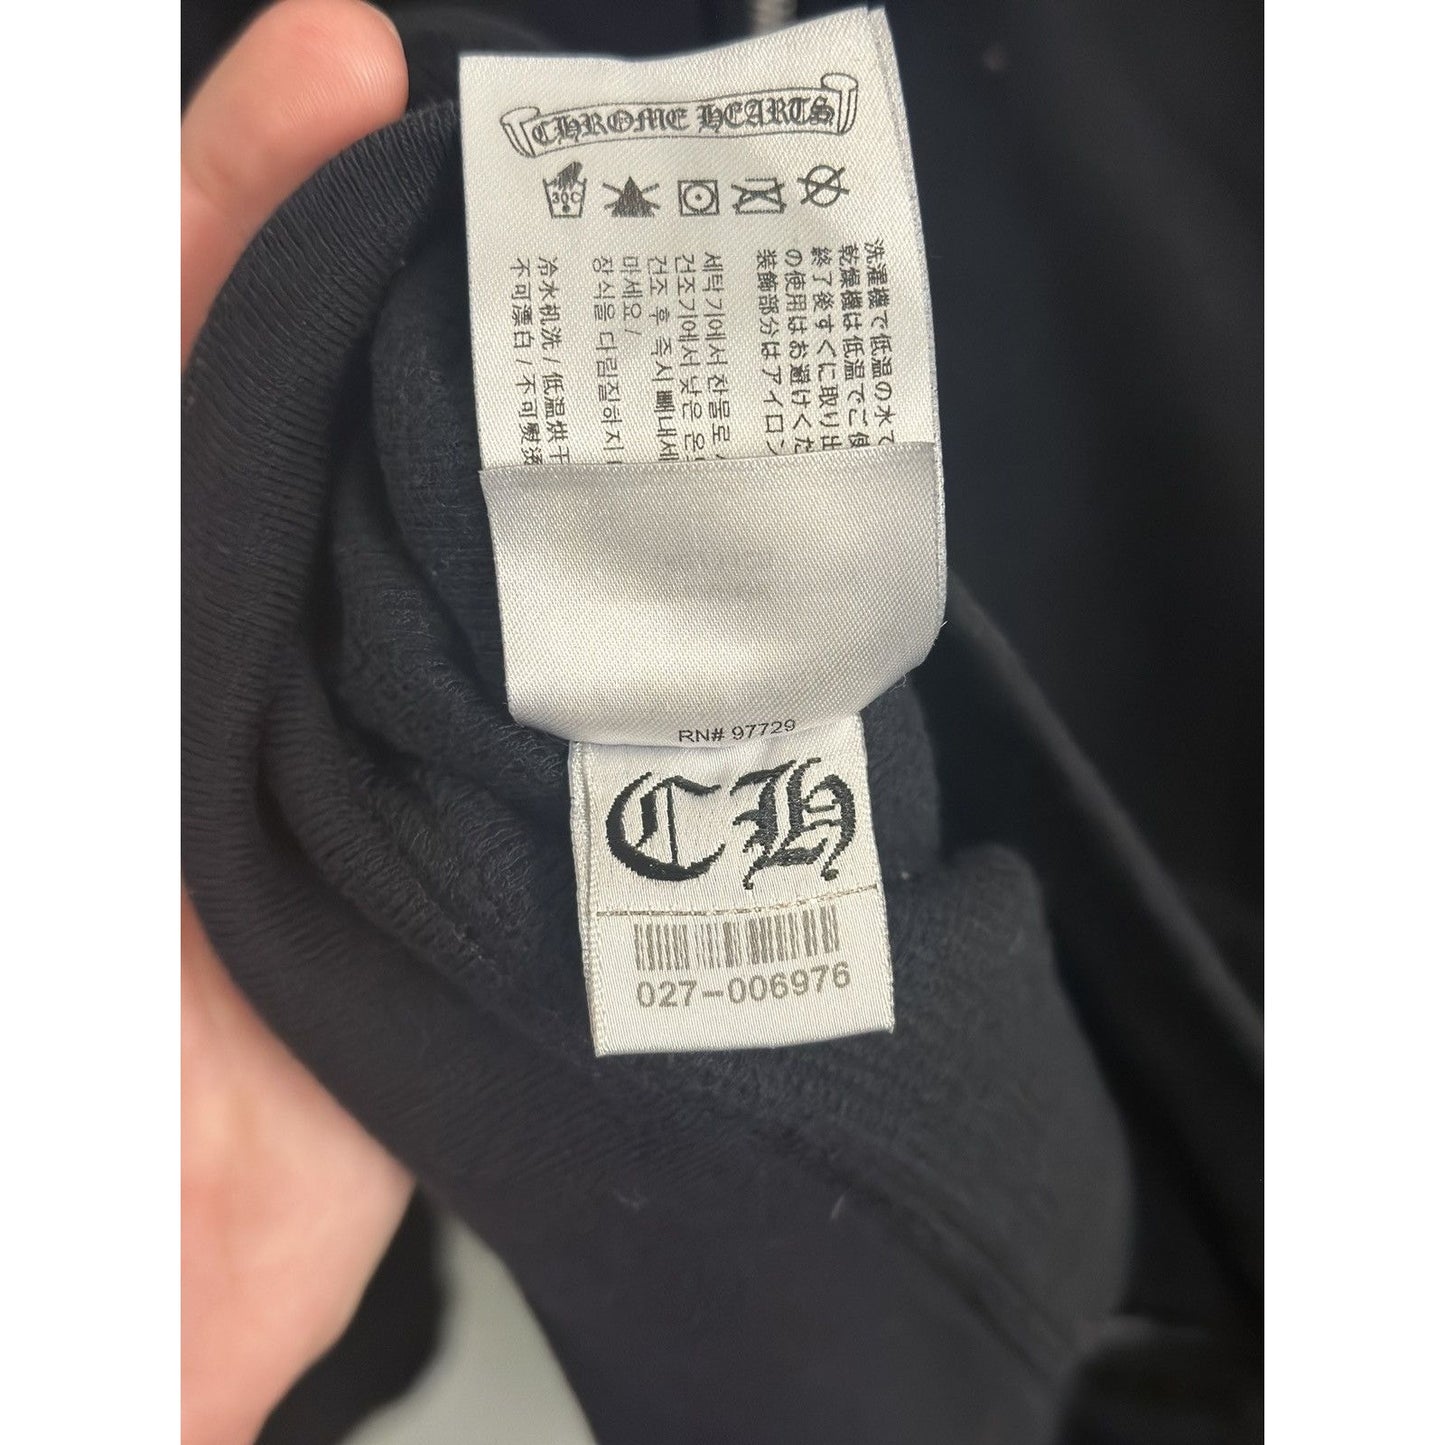 CHROME HEARTS
30C
洗濯機で低温の水で
乾燥機は低温でご使
終了後すぐに取り出
の使用はお避けくだ
装飾部分はアイロン
세탁기에서 찬물로
건조기에서 낮은 온
건조 후 즉시 빼내세
마세요/
장식을 다림질하지
冷水机洗/低温烘干
不可漂白/不可熨烫
RN# 97729
CH
027-006976